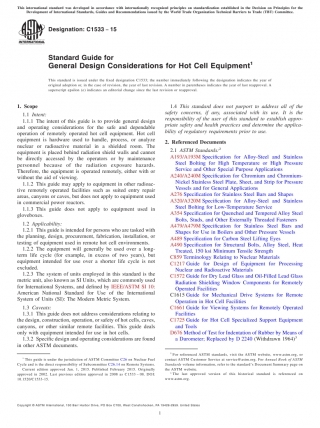 This international standard was developed in accordance with internationally recognized principles on standardization established in the Decision on Principles for the
Development of International Standards, Guides and Recommendations issued by the World Trade Organization Technical Barriers to Trade (TBT) Committee.
Designation: C1533 − 15
INTERNATIONAL
Standard Guide for
General Design Considerations for Hot Cell Equipment1
This standard is issued under the fixed designation C1533; the number immediately following the designation indicates the year of
original adoption or, in the case of revision, the year of last revision. A number in parentheses indicates the year of last reapproval. A
superscript epsilon (ε) indicates an editorial change since the last revision or reapproval.
1. Scope
1.1 Intent:
1.1.1 The intent of this guide is to provide general design
and operating considerations for the safe and dependable
operation of remotely operated hot cell equipment. Hot cell
equipment is hardware used to handle, process, or analyze
nuclear or radioactive material in a shielded room. The
equipment is placed behind radiation shield walls and cannot
be directly accessed by the operators or by maintenance
personnel because of the radiation exposure hazards.
Therefore, the equipment is operated remotely, either with or
without the aid of viewing.
1.1.2 This guide may apply to equipment in other radioac-
tive remotely operated facilities such as suited entry repair
areas, canyons or caves, but does not apply to equipment used
in commercial power reactors.
1.1.3 This guide does not apply to equipment used in
gloveboxes.
1.2 Applicability:
1.2.1 This guide is intended for persons who are tasked with
the planning, design, procurement, fabrication, installation, or
testing of equipment used in remote hot cell environments.
1.2.2 The equipment will generally be used over a long-
term life cycle (for example, in excess of two years), but
equipment intended for use over a shorter life cycle is not
excluded.
1.2.3 The system of units employed in this standard is the
metric unit, also known as SI Units, which are commonly used
for International Systems, and defined by IEEE/ASTM SI 10:
American National Standard for Use of the International
System of Units (SI): The Modern Metric System.
1.3 Caveats:
1.3.1 This guide does not address considerations relating to
the design, construction, operation, or safety of hot cells, caves,
canyons, or other similar remote facilities. This guide deals
only with equipment intended for use in hot cells.
1.3.2 Specific design and operating considerations are found
in other ASTM documents.
1 This guide is under the jurisdiction of ASTM Committee C26 on Nuclear Fuel
Cycle and is the direct responsibility of Subcommittee C26.14 on Remote Systems.
Current edition approved Jan. 1, 2015. Published February 2015. Originally
approved in 2002. Last previous edition approved in 2008 as C1533 – 08. DOI:
10.1520/C1533-15.
1.4 This standard does not purport to address all of the
safety concerns, if any, associated with its use. It is the
responsibility of the user of this standard to establish appro-
priate safety and health practices and determine the applica-
bility of regulatory requirements prior to use.
2. Referenced Documents
2.1 ASTM Standards:2
A193/A193M Specification for Alloy-Steel and Stainless
Steel Bolting for High Temperature or High Pressure
Service and Other Special Purpose Applications
A240/A240M Specification for Chromium and Chromium-
Nickel Stainless Steel Plate, Sheet, and Strip for Pressure
Vessels and for General Applications
A276 Specification for Stainless Steel Bars and Shapes
A320/A320M Specification for Alloy-Steel and Stainless
Steel Bolting for Low-Temperature Service
A354 Specification for Quenched and Tempered Alloy Steel
Bolts, Studs, and Other Externally Threaded Fasteners
A479/A479M Specification for Stainless Steel Bars and
Shapes for Use in Boilers and Other Pressure Vessels
A489 Specification for Carbon Steel Lifting Eyes
A490 Specification for Structural Bolts, Alloy Steel, Heat
Treated, 150 ksi Minimum Tensile Strength
C859 Terminology Relating to Nuclear Materials
C1217 Guide for Design of Equipment for Processing
Nuclear and Radioactive Materials
C1572 Guide for Dry Lead Glass and Oil-Filled Lead Glass
Radiation Shielding Window Components for Remotely
Operated Facilities
C1615 Guide for Mechanical Drive Systems for Remote
Operation in Hot Cell Facilities
C1661 Guide for Viewing Systems for Remotely Operated
Facilities
C1725 Guide for Hot Cell Specialized Support Equipment
and Tools
D676 Method of Test for Indentation of Rubber by Means of
a Durometer; Replaced by D 2240 (Withdrawn 1964)3
2 For referenced ASTM standards, visit the ASTM website, www.astm.org, or
contact ASTM Customer Service at service@astm.org. For Annual Book of ASTM
Standards volume information, refer to the standard's Document Summary page on
the ASTM website.
3 The last approved version of this historical standard is referenced on
www.astm.org.
Copyright © ASTM International, 100 Barr Harbor Drive, PO Box C700, West Conshohocken, PA 19428-2959. United States
1